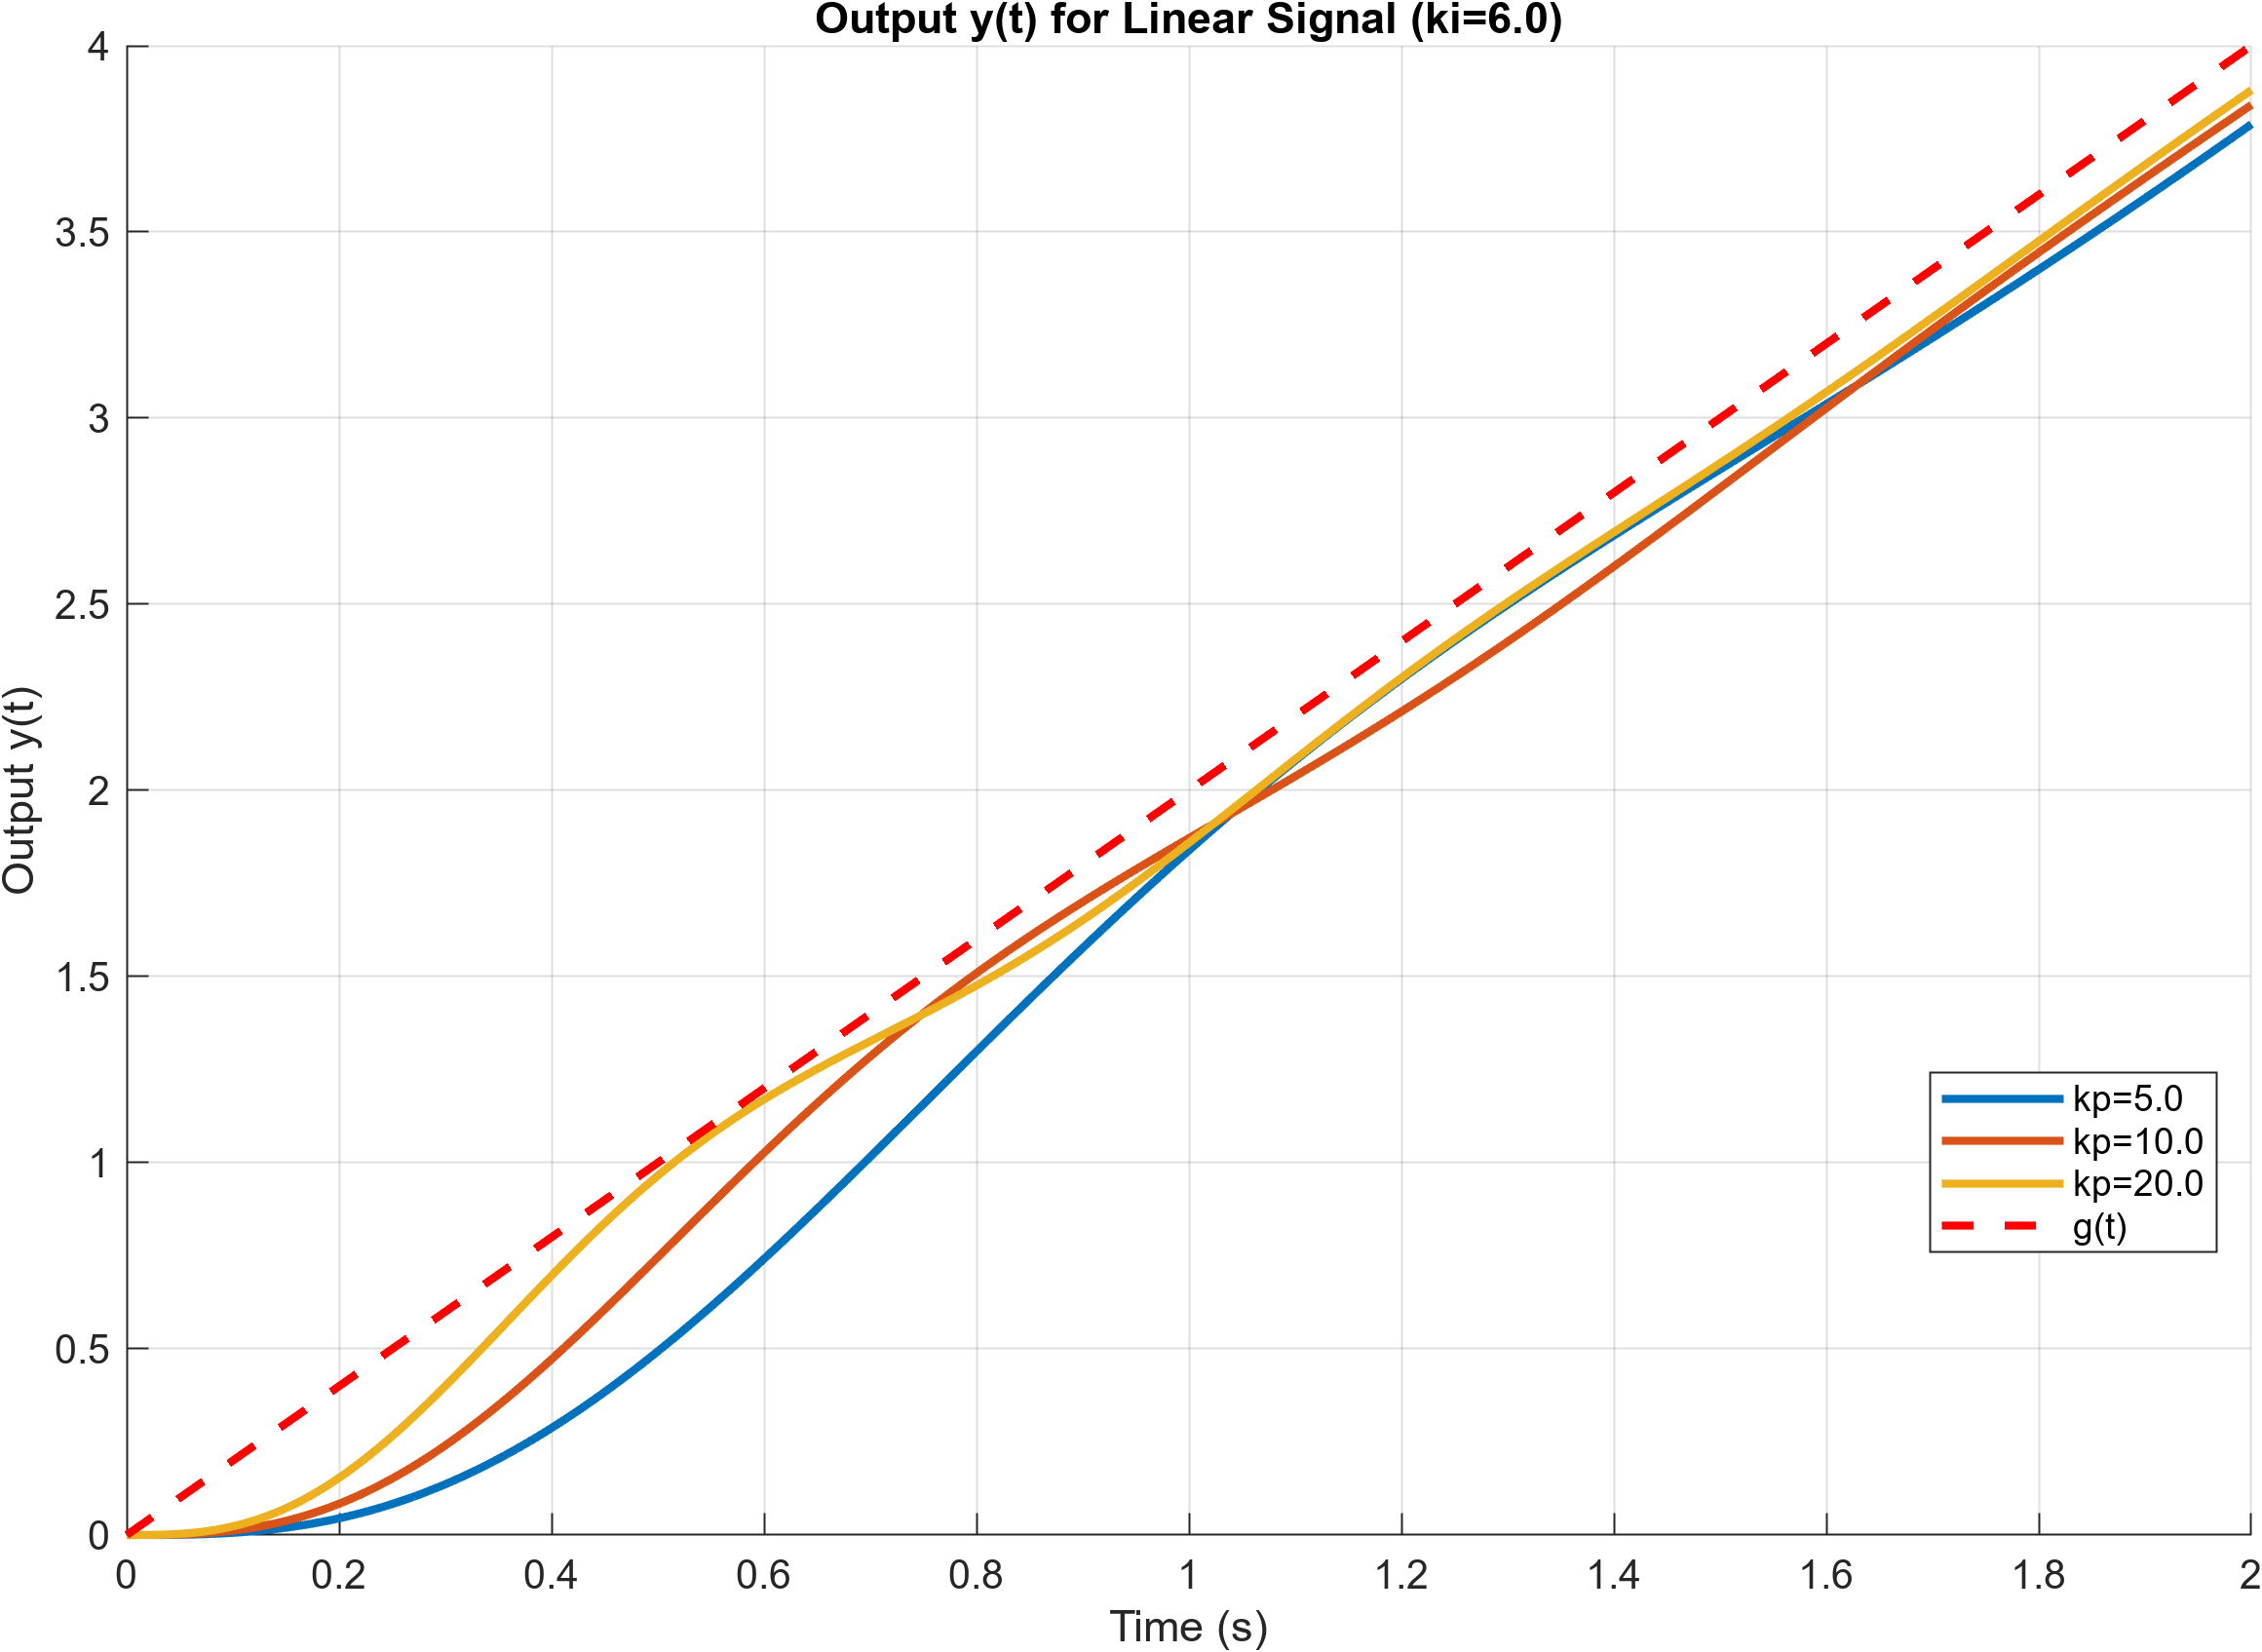 Output y(t) for Linear Signal (ki=6.0)
4
3.5
3
2.5
2
1.5
1
0.5
0
Output y(t)
0 0.2 0.4 0.6 0.8 1 1.2 1.4 1.6 1.8 2
Time (s)
kp=5.0
kp=10.0
kp=20.0
g(t)